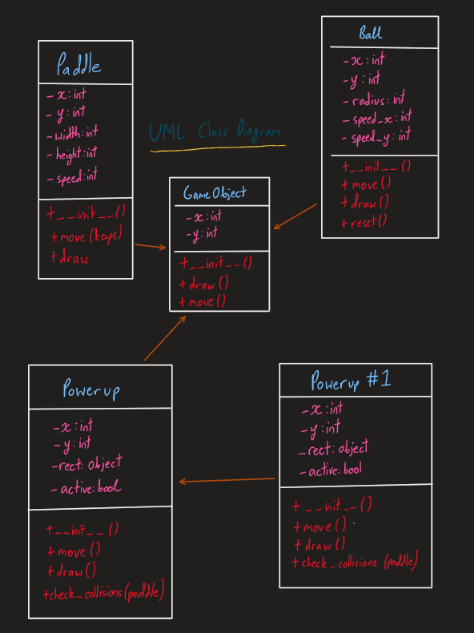 Paddle
- x: int
- y: int
- width: int
- height: int
- speed: int
+ __init__()
+ move (keys)
+ draw
UML Class Diagram
Ball
- x: int
- y: int
- radius: int
- speed_x: int
- speed_y: int
+ __init__()
+ move()
+ draw()
+ reset()
GameObject
- x: int
- y: int
+ __init__()
+ draw()
+ move()
Powerup
- x: int
- y: int
- rect: object
- active: bool
+ __init__()
+ move()
+ draw()
+ check_collisions (paddle)
Powerup #1
- x: int
- y: int
- rect: object
- active: bool
+ __init__()
+ move()
+ draw()
+ check_collisions (paddle)